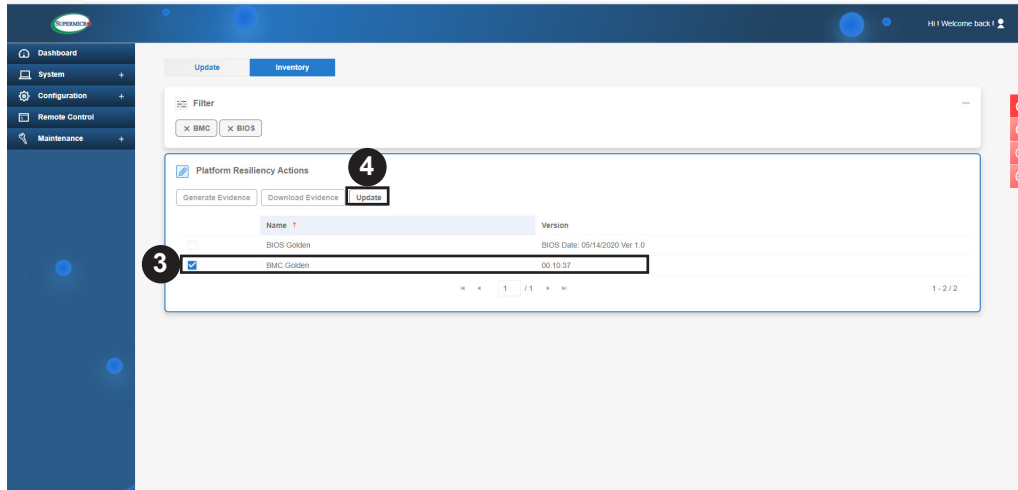 SUPERMICR
Hi ! Welcome back !
Dashboard
System +
Configuration +
Remote Control
Maintenance +
Update Inventory
Filter
× BMC × BIOS
Platform Resiliency Actions
4
Generate Evidence Download Evidence Update
Name ↑ Version
BIOS Golden BIOS Date: 05/14/2020 Ver 1.0
3
BMC Golden 00.10.37
1 / 1
1 - 2 / 2